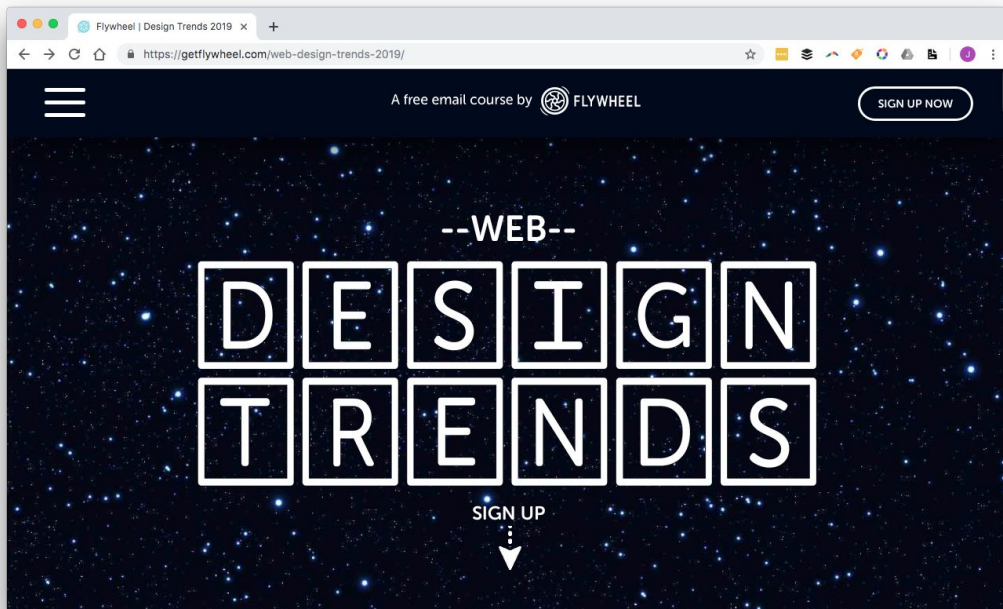 Flywheel | Design Trends 2019
https://getflywheel.com/web-design-trends-2019/
J
A free email course by FLYWHEEL
SIGN UP NOW
--WEB--
DESIGN
TRENDS
SIGN UP